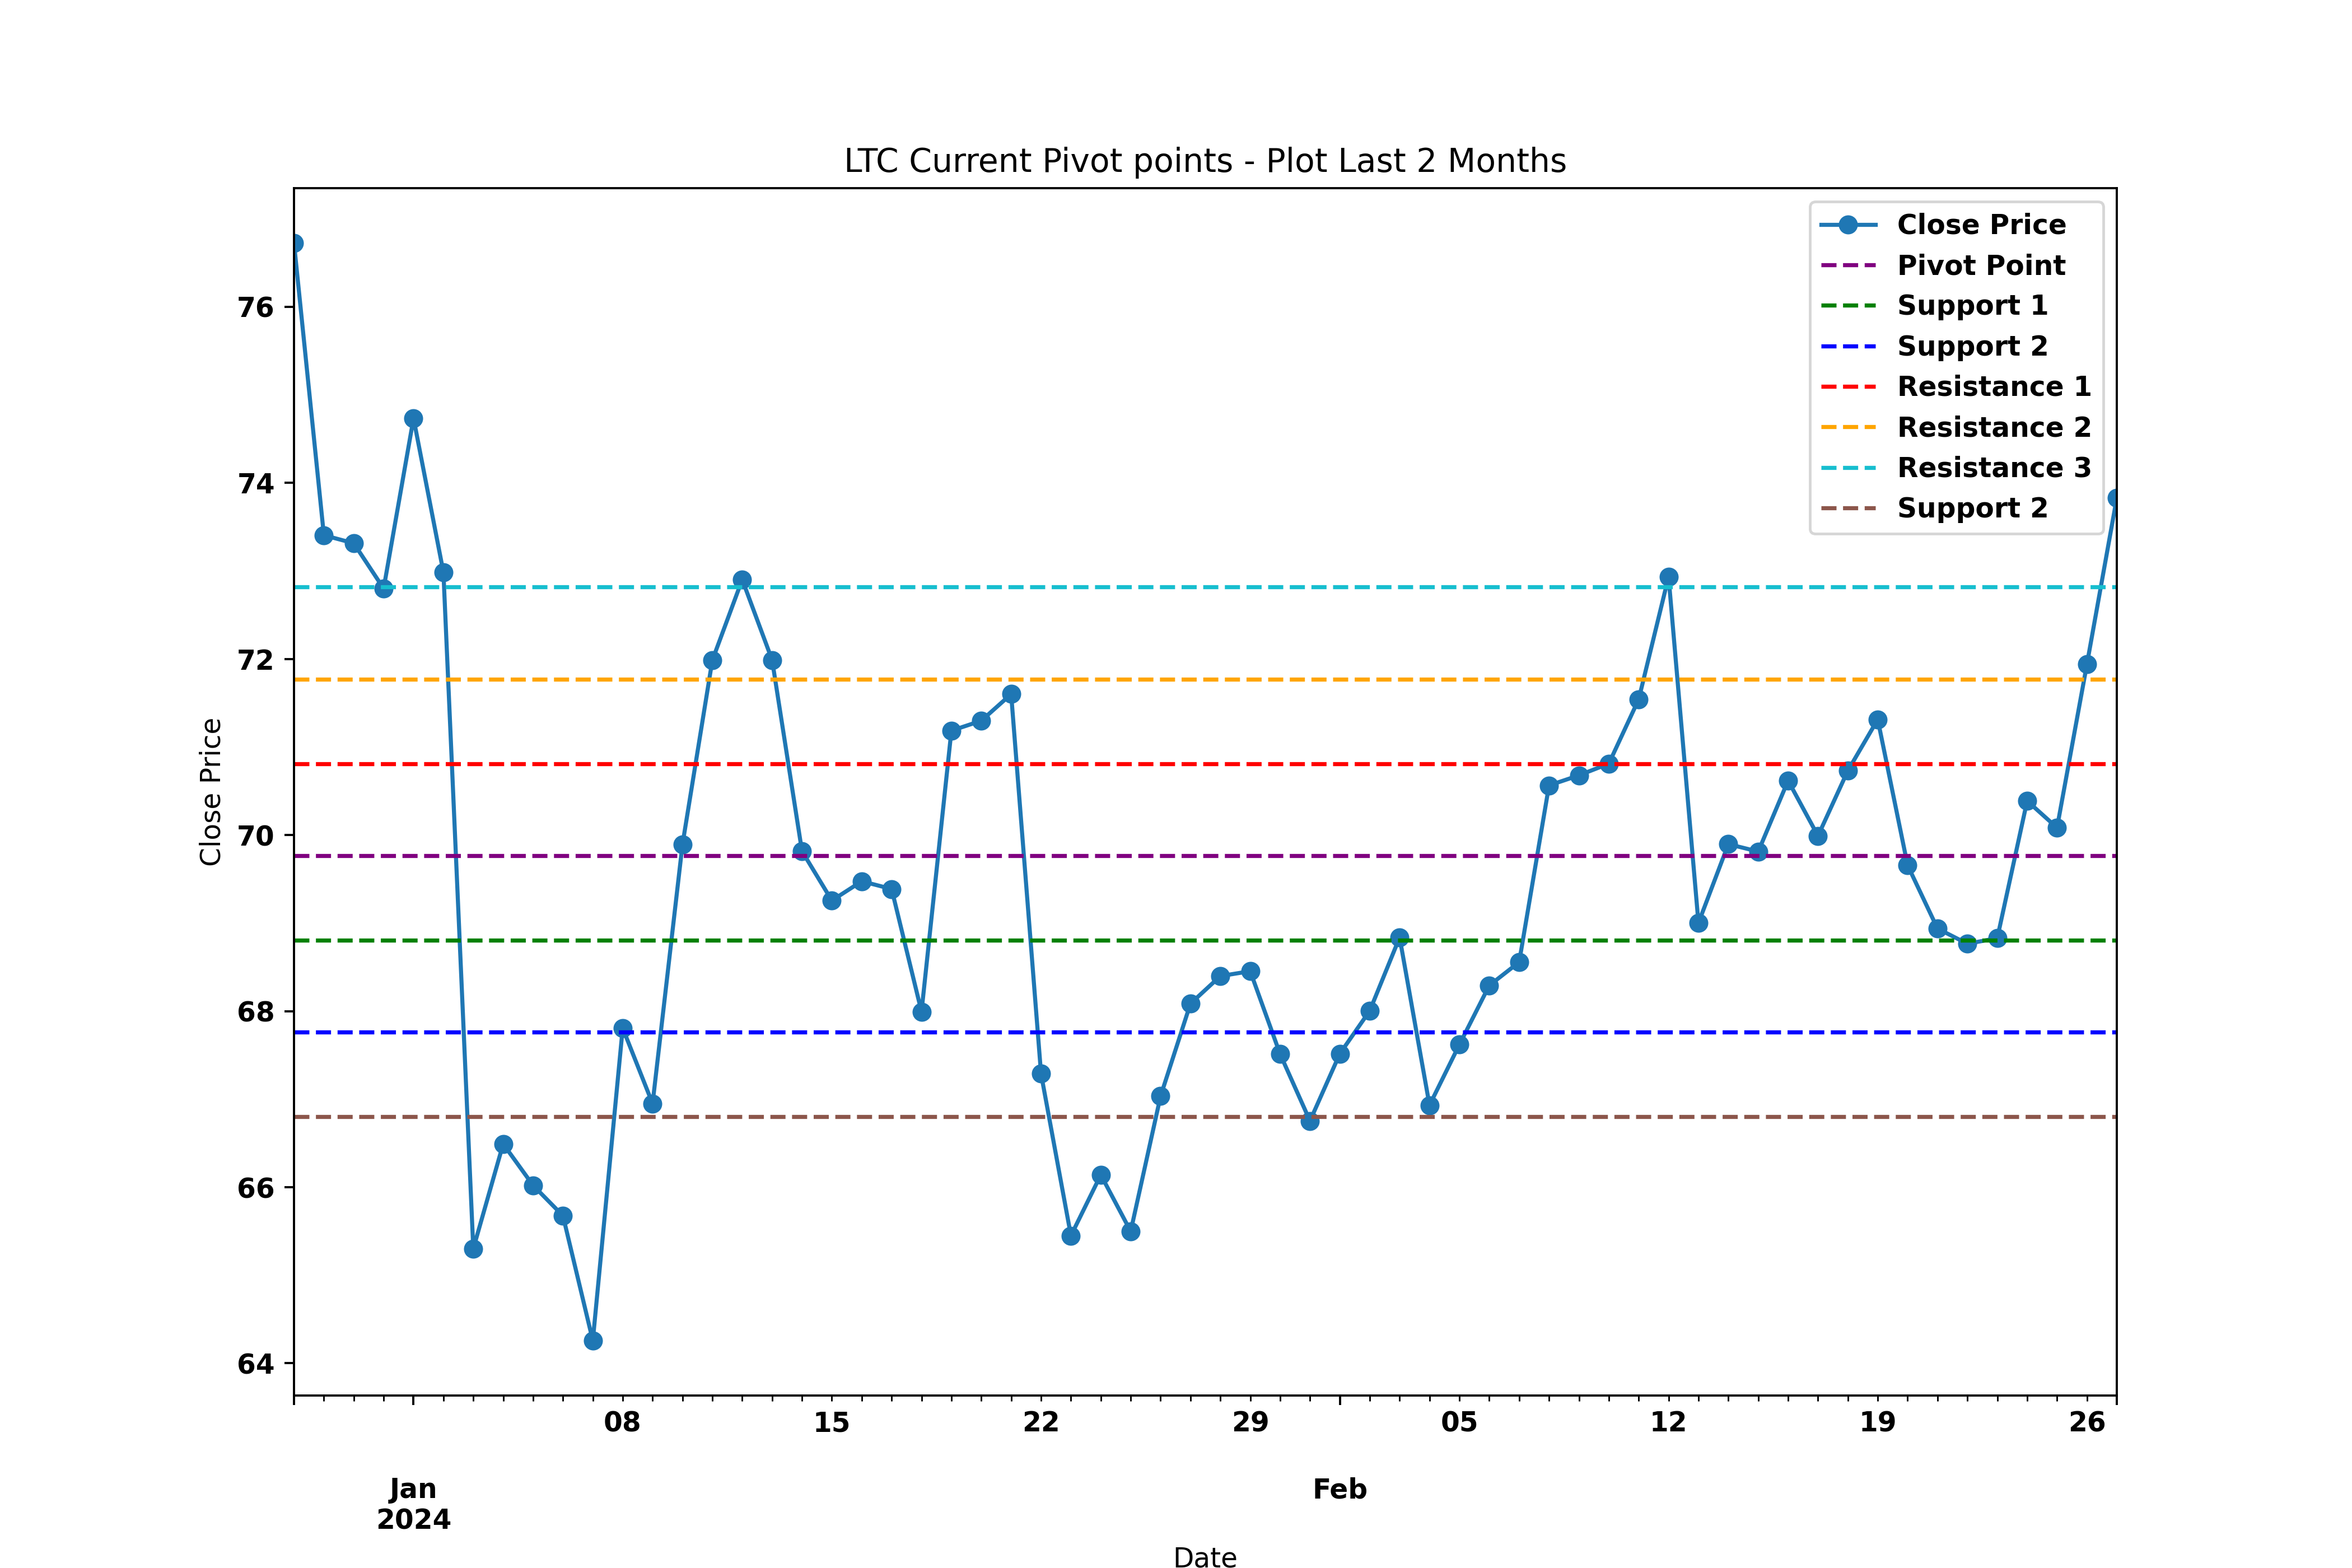 LTC Current Pivot points - Plot Last 2 Months
Close Price
Pivot Point
Support 1
Support 2
Resistance 1
Resistance 2
Resistance 3
Support 2
Close Price
76
74
72
70
68
66
64
08 15 22 29 05 12 19 26
Jan Feb
2024
Date